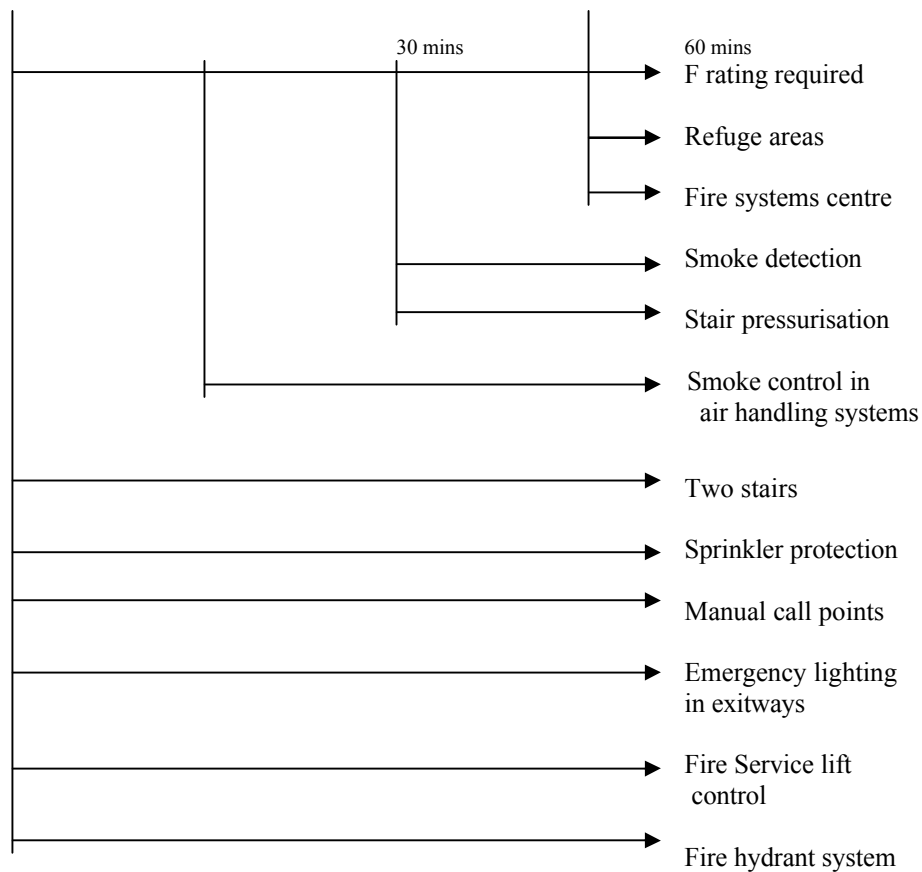 30 mins
60 mins
F rating required
Refuge areas
Fire systems centre
Smoke detection
Stair pressurisation
Smoke control in
air handling systems
Two stairs
Sprinkler protection
Manual call points
Emergency lighting
in exitways
Fire Service lift
control
Fire hydrant system